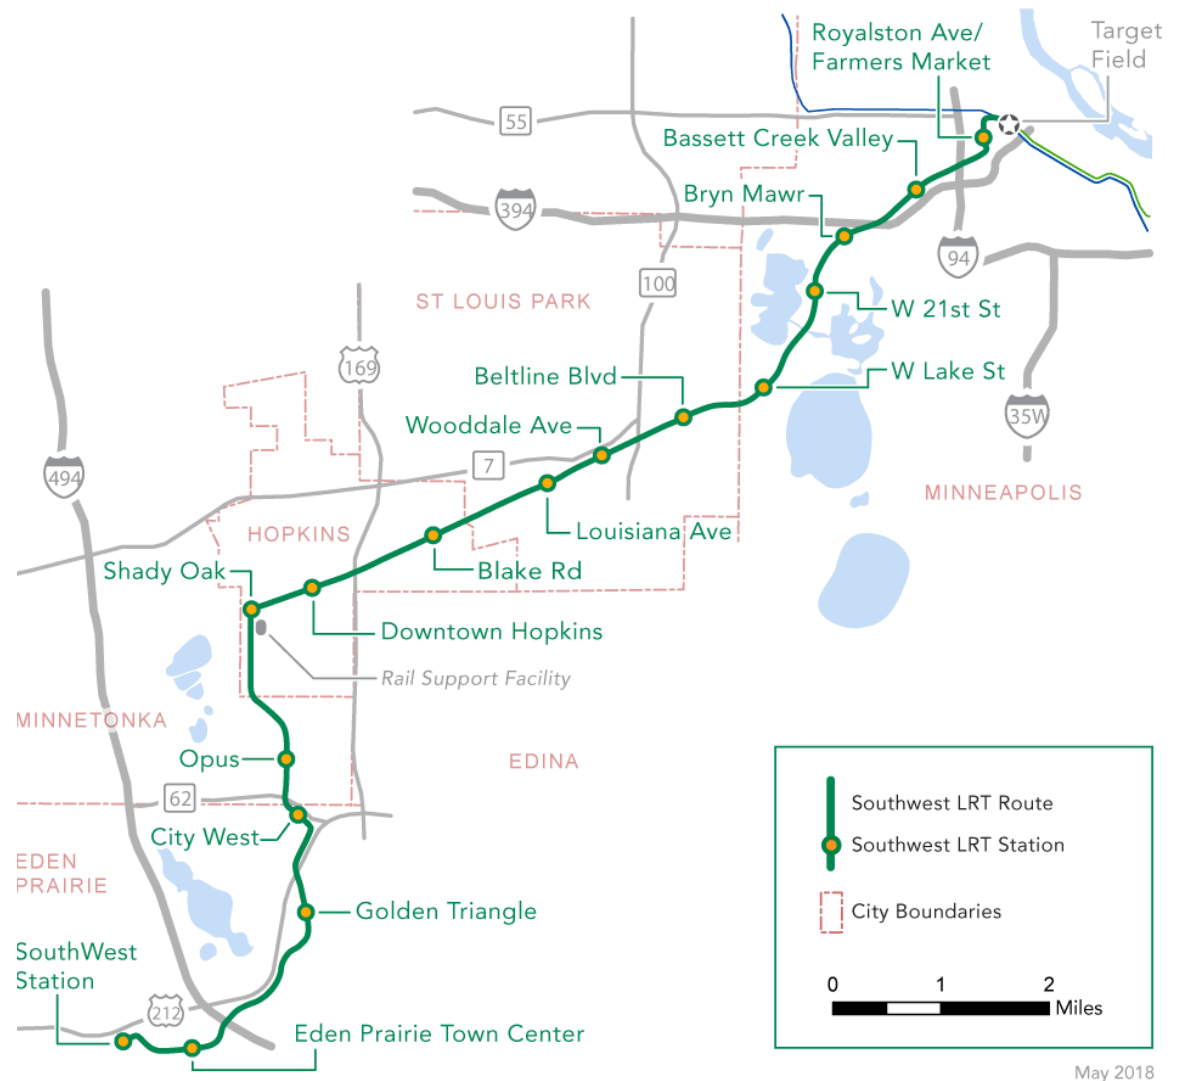 Royalston Ave/
Farmers Market
Target
Field
55
Bassett Creek Valley
Bryn Mawr
394
94
100
ST LOUIS PARK
W 21st St
169
Beltline Blvd
W Lake St
Wooddale Ave
35W
7
494
MINNEAPOLIS
HOPKINS
Louisiana Ave
Shady Oak
Blake Rd
Downtown Hopkins
Rail Support Facility
MINNETONKA
Opus
EDINA
62
City West
Southwest LRT Route
Southwest LRT Station
EDEN
PRAIRIE
Golden Triangle
City Boundaries
SouthWest
Station
0 1 2
Miles
212
Eden Prairie Town Center
May 2018